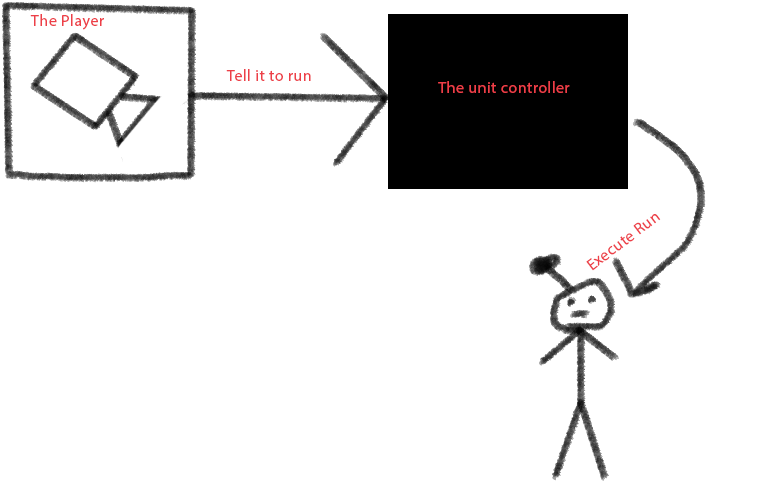 The Player
Tell it to run
The unit controller
Execute Run